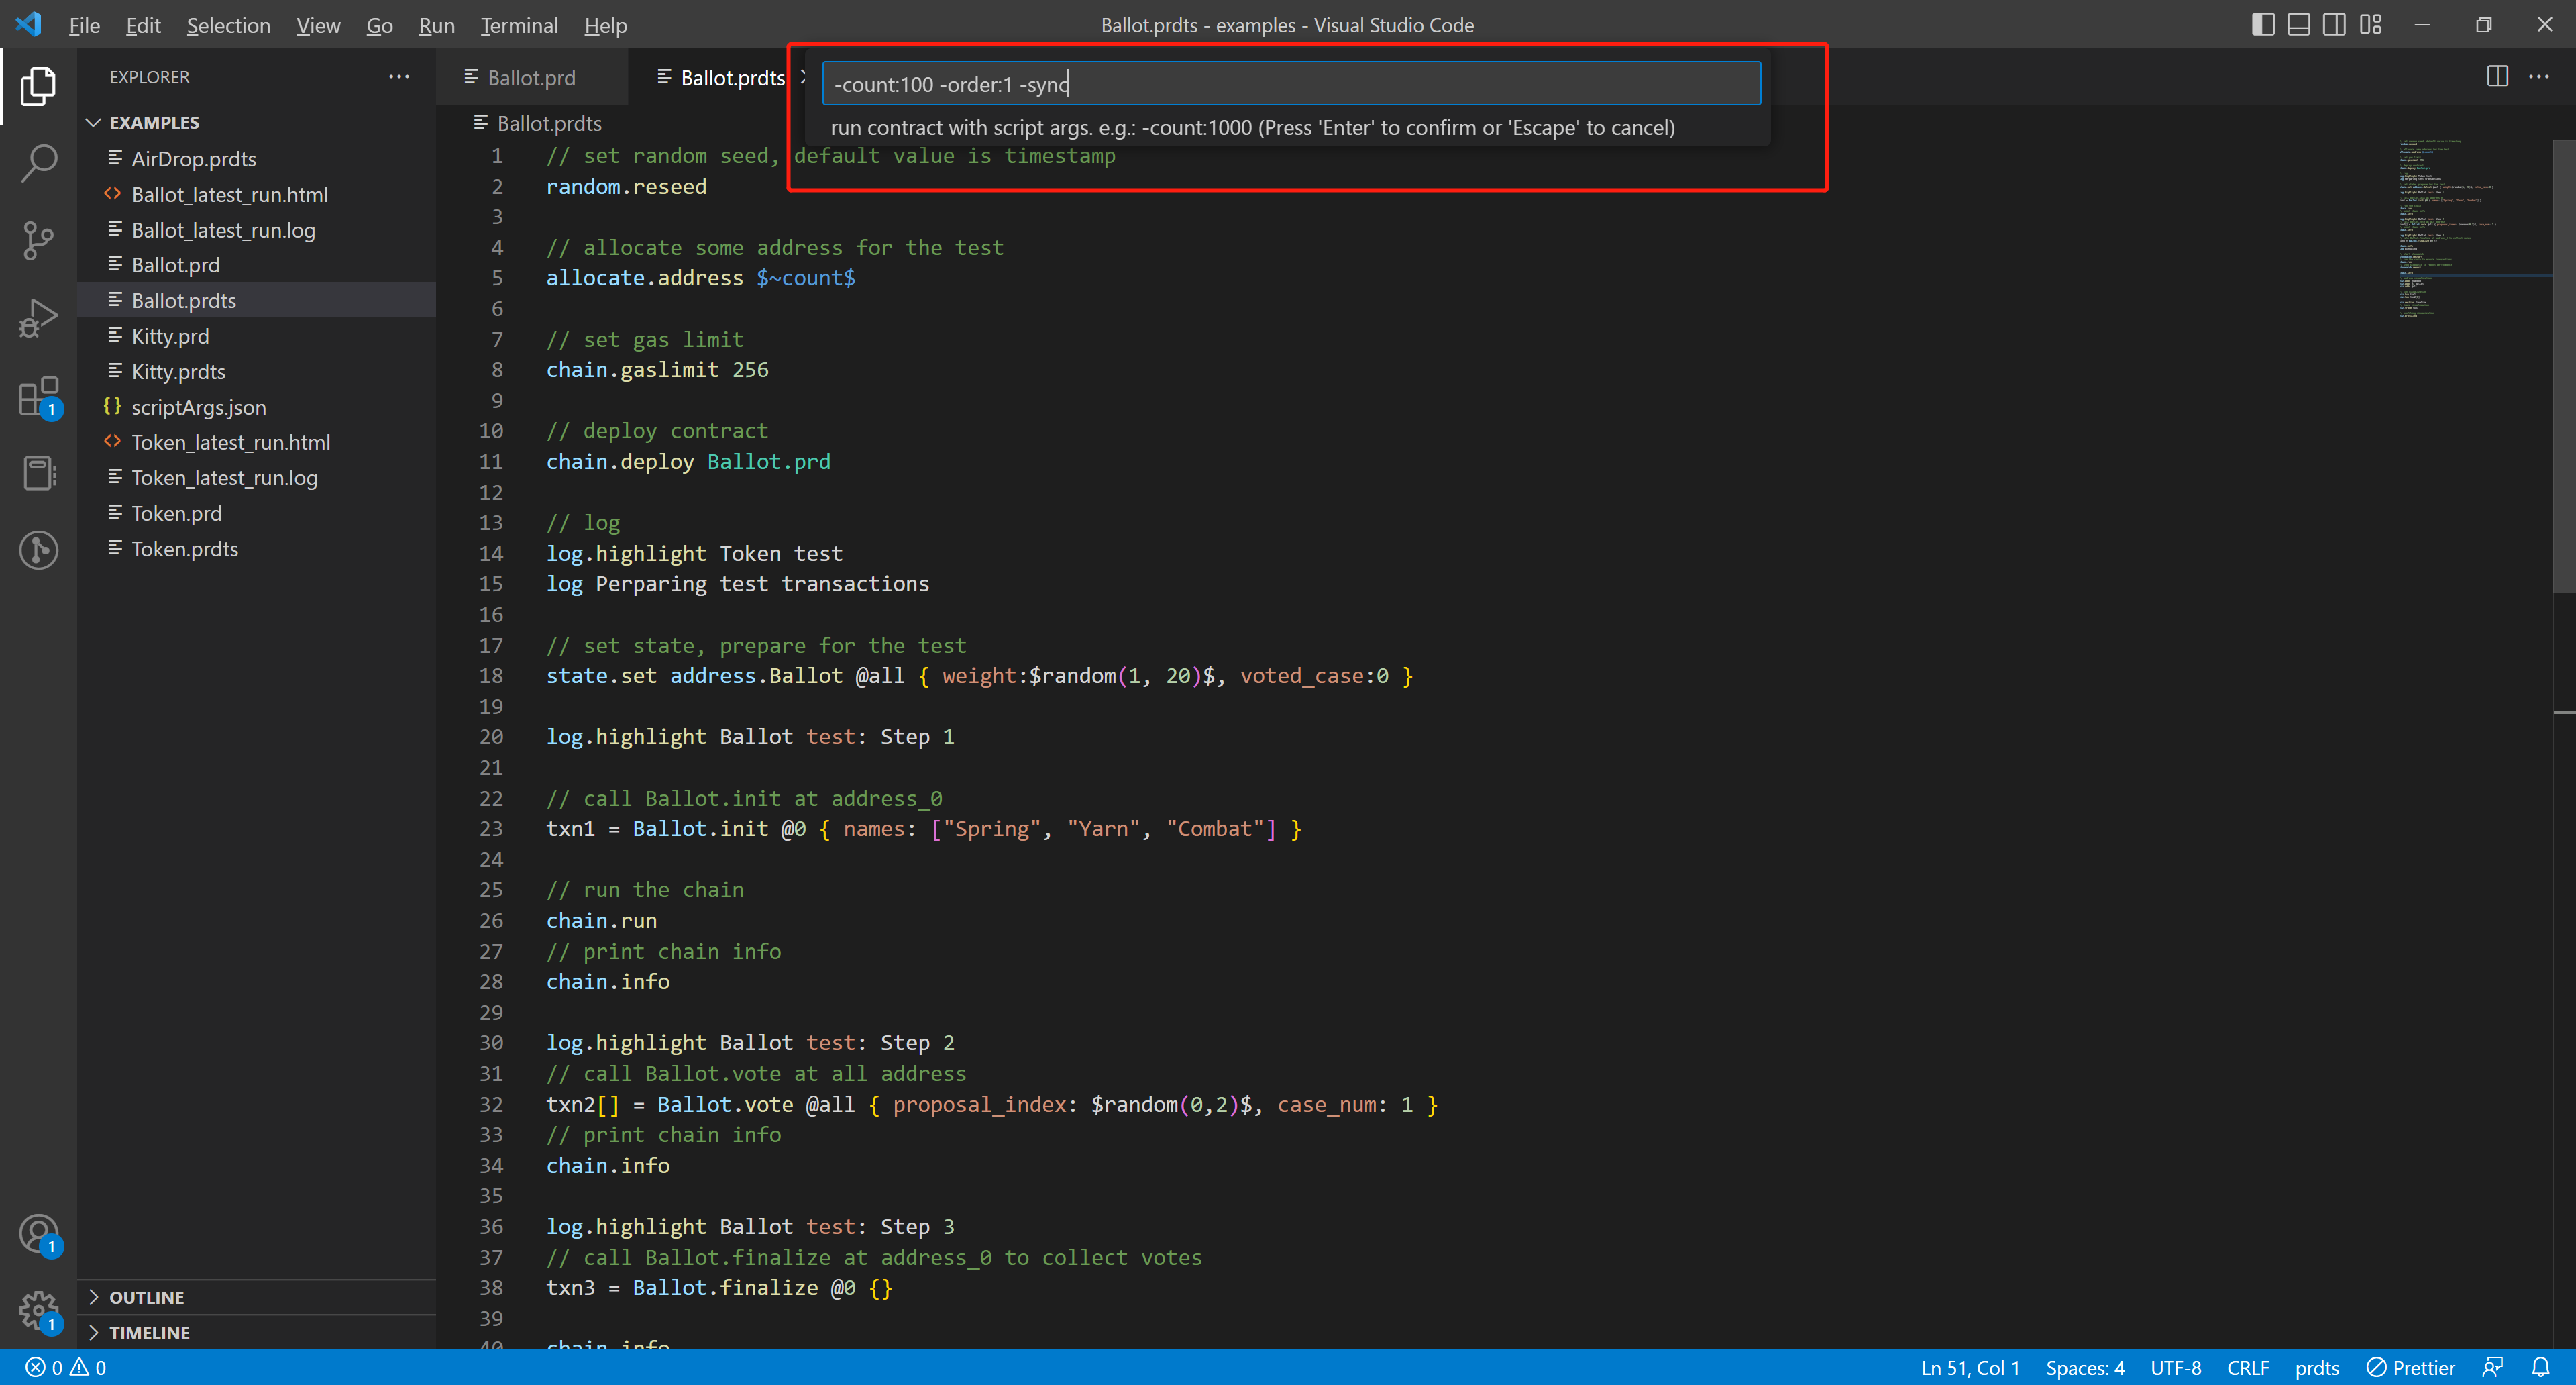 File Edit Selection View Go Run Terminal Help
Ballot.prdts - examples - Visual Studio Code
EXPLORER
EXAMPLES
AirDrop.prdts
Ballot_latest_run.html
Ballot_latest_run.log
Ballot.prd
Ballot.prdts
Kitty.prd
Kitty.prdts
scriptArgs.json
Token_latest_run.html
Token_latest_run.log
Token.prd
Token.prdts
OUTLINE
TIMELINE
1
1
1
Ballot.prd
Ballot.prdts
-count:100 -order:1 -sync
run contract with script args. e.g.: -count:1000 (Press 'Enter' to confirm or 'Escape' to cancel)
Ballot.prdts
1 // set random seed, default value is timestamp
2 random.reseed
3
4 // allocate some address for the test
5 allocate.address $~count$
6
7 // set gas limit
8 chain.gaslimit 256
9
10 // deploy contract
11 chain.deploy Ballot.prd
12
13 // log
14 log.highlight Token test
15 log Perparing test transactions
16
17 // set state, prepare for the test
18 state.set address.Ballot @all { weight:$random(1, 20)$, voted_case:0 }
19
20 log.highlight Ballot test: Step 1
21
22 // call Ballot.init at address_0
23 txn1 = Ballot.init @0 { names: ["Spring", "Yarn", "Combat"] }
24
25 // run the chain
26 chain.run
27 // print chain info
28 chain.info
29
30 log.highlight Ballot test: Step 2
31 // call Ballot.vote at all address
32 txn2[] = Ballot.vote @all { proposal_index: $random(0,2)$, case_num: 1 }
33 // print chain info
34 chain.info
35
36 log.highlight Ballot test: Step 3
37 // call Ballot.finalize at address_0 to collect votes
38 txn3 = Ballot.finalize @0 {}
39
40 chain.info
0 0
Ln 51, Col 1 Spaces: 4 UTF-8 CRLF prdts Prettier